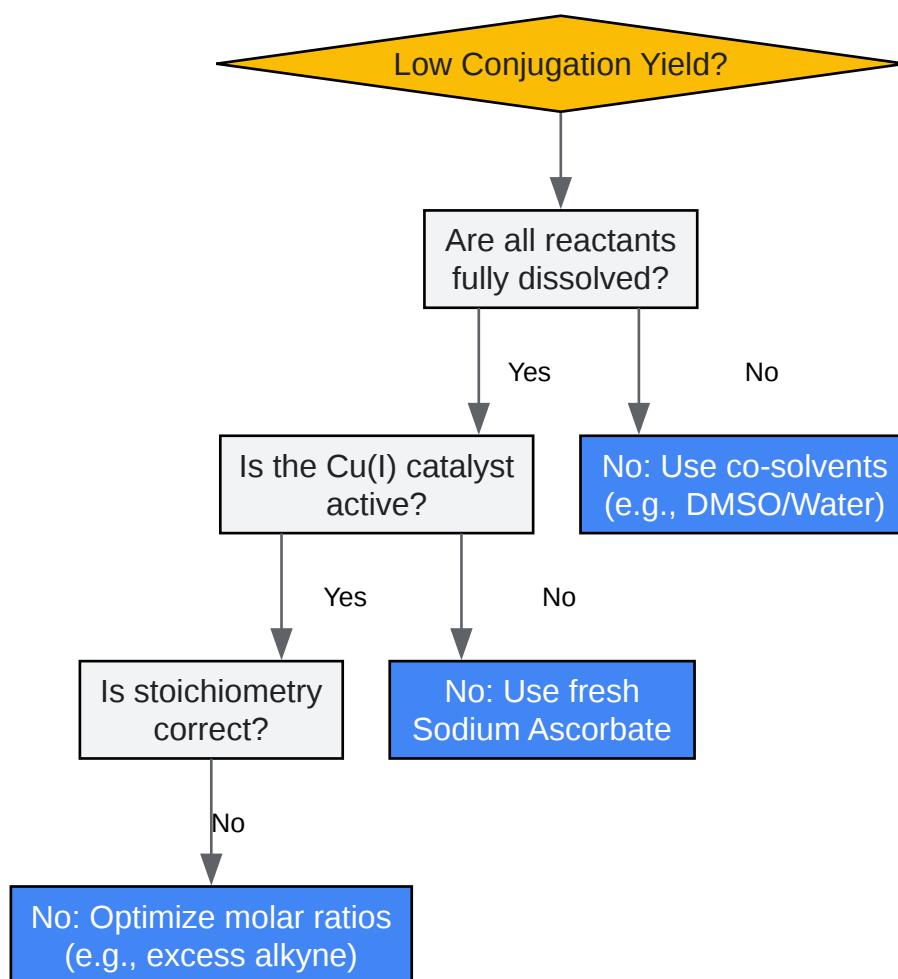 Low Conjugation Yield?
Are all reactants
fully dissolved?
Yes
No
Is the Cu(I) catalyst
active?
No: Use co-solvents
(e.g., DMSO/Water)
Yes
No
Is stoichiometry
correct?
No: Use fresh
Sodium Ascorbate
No
No: Optimize molar ratios
(e.g., excess alkyne)